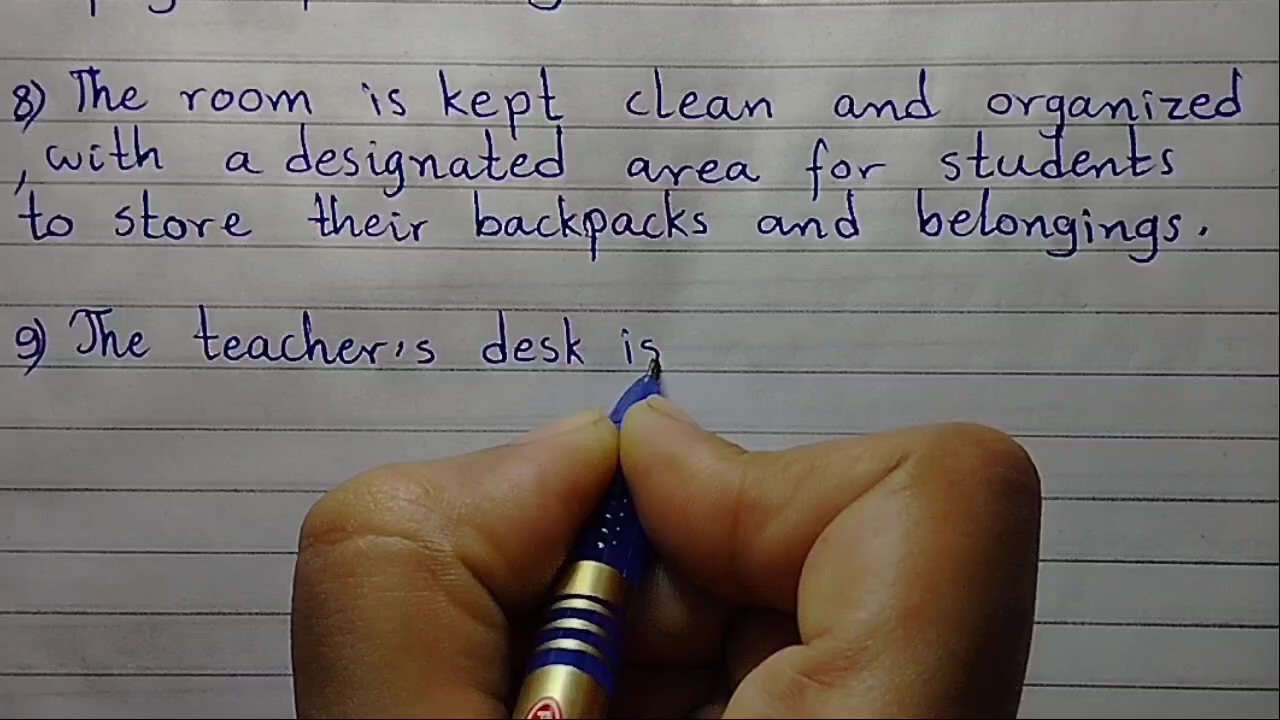 8) The room is kept clean and organized
, with a designated area for students
to store their backpacks and belongings.
9) The teacher's desk is